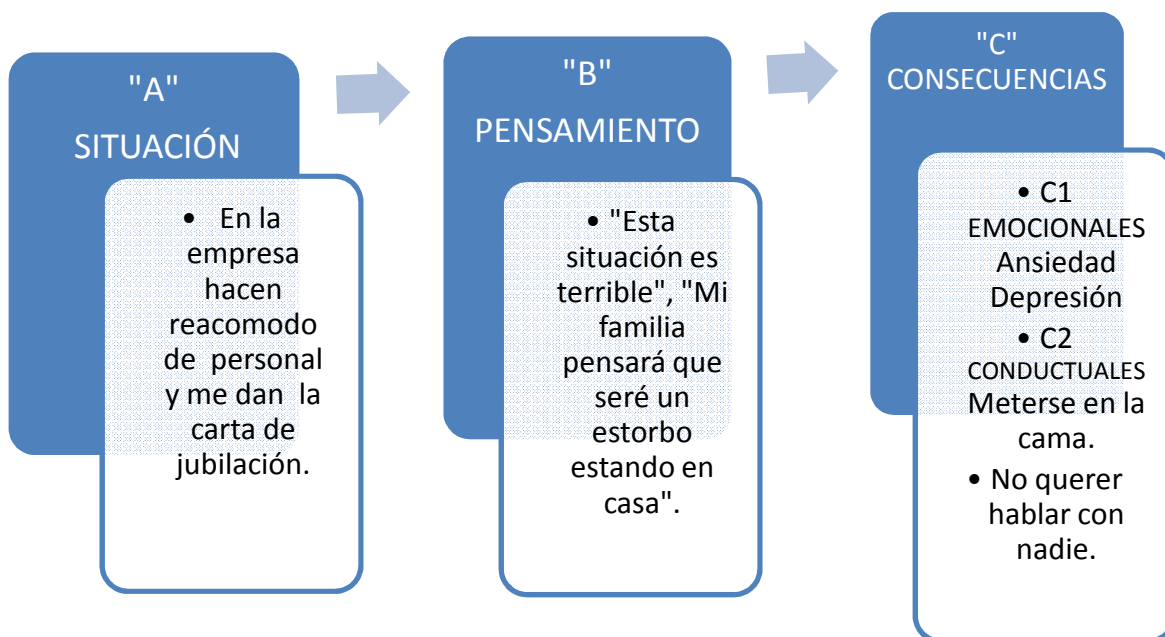 "A"
SITUACIÓN
• En la
empresa
hacen
reacomodo
de personal
y me dan la
carta de
jubilación.
"B"
PENSAMIENTO
• "Esta
situación es
terrible", "Mi
familia
pensará que
seré un
estorbo
estando en
casa".
"C"
CONSECUENCIAS
• C1
EMOCIONALES
Ansiedad
Depresión
• C2
CONDUCTUALES
Meterse en la
cama.
• No querer
hablar con
nadie.